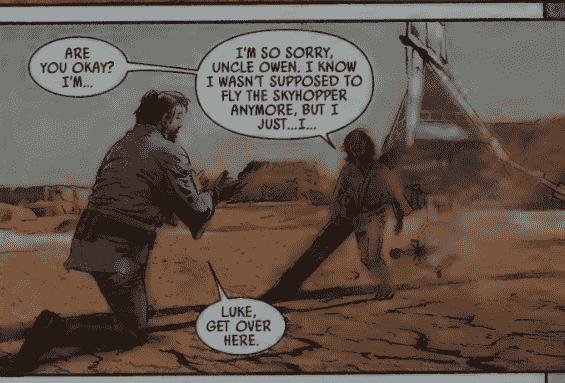 ARE
YOU OKAY?
I'M...
I'M SO SORRY,
UNCLE OWEN. I KNOW
I WASN'T SUPPOSED TO
FLY THE SKYHOPPER
ANYMORE, BUT I
JUST...I...
LUKE,
GET OVER
HERE.